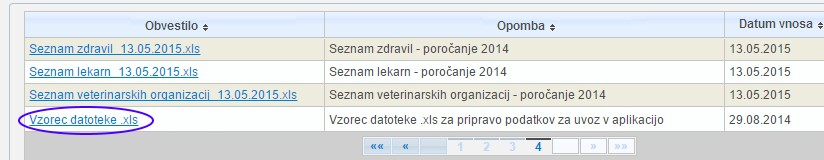 Obvestilo Opomba Datum vnosa
Seznam zdravil_13.05.2015.xls Seznam zdravil - poročanje 2014 13.05.2015
Seznam lekarn_13.05.2015.xls Seznam lekarn - poročanje 2014 13.05.2015
Seznam veterinarskih organizacij_13.05.2015.xls Seznam veterinarskih organizacij - poročanje 2014 13.05.2015
Vzorec datoteke .xls Vzorec datoteke .xls za pripravo podatkov za uvoz v aplikacijo 29.08.2014
«« « 1 2 3 4 » »»